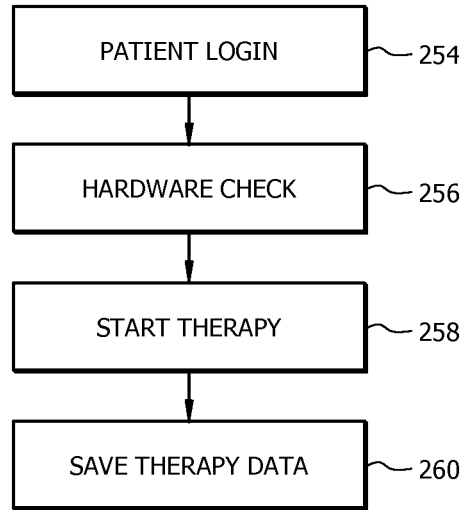 PATIENT LOGIN 254
HARDWARE CHECK 256
START THERAPY 258
SAVE THERAPY DATA 260